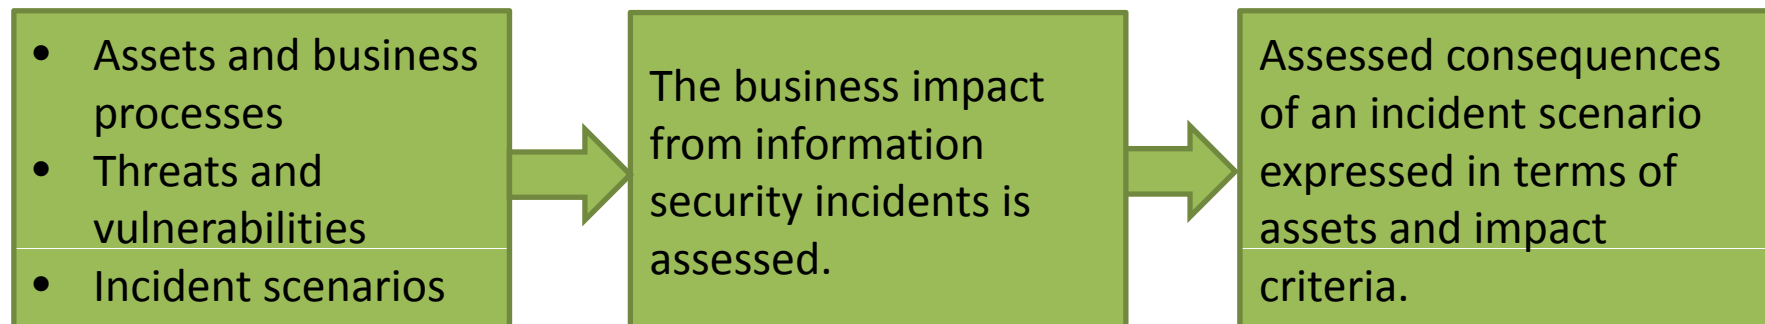 • Assets and business
processes
• Threats and
vulnerabilities
• Incident scenarios
The business impact
from information
security incidents is
assessed.
Assessed consequences
of an incident scenario
expressed in terms of
assets and impact
criteria.